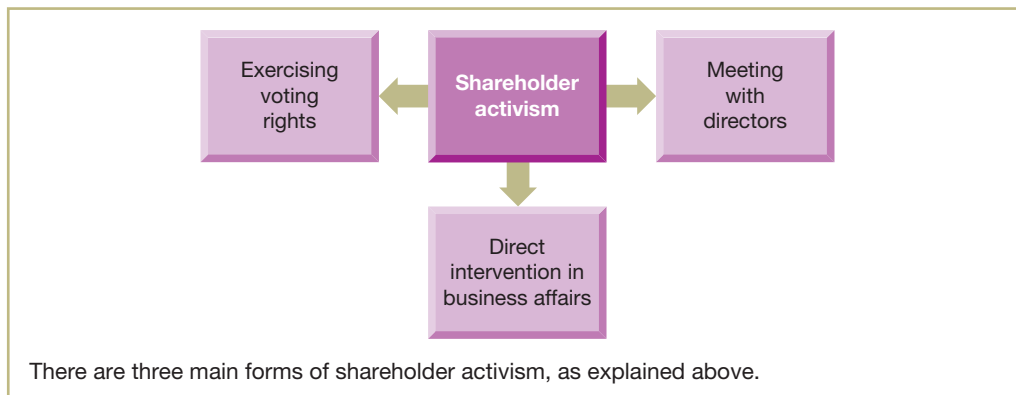 Exercising
voting
rights
Shareholder
activism
Meeting
with
directors
Direct
intervention in
business affairs
There are three main forms of shareholder activism, as explained above.